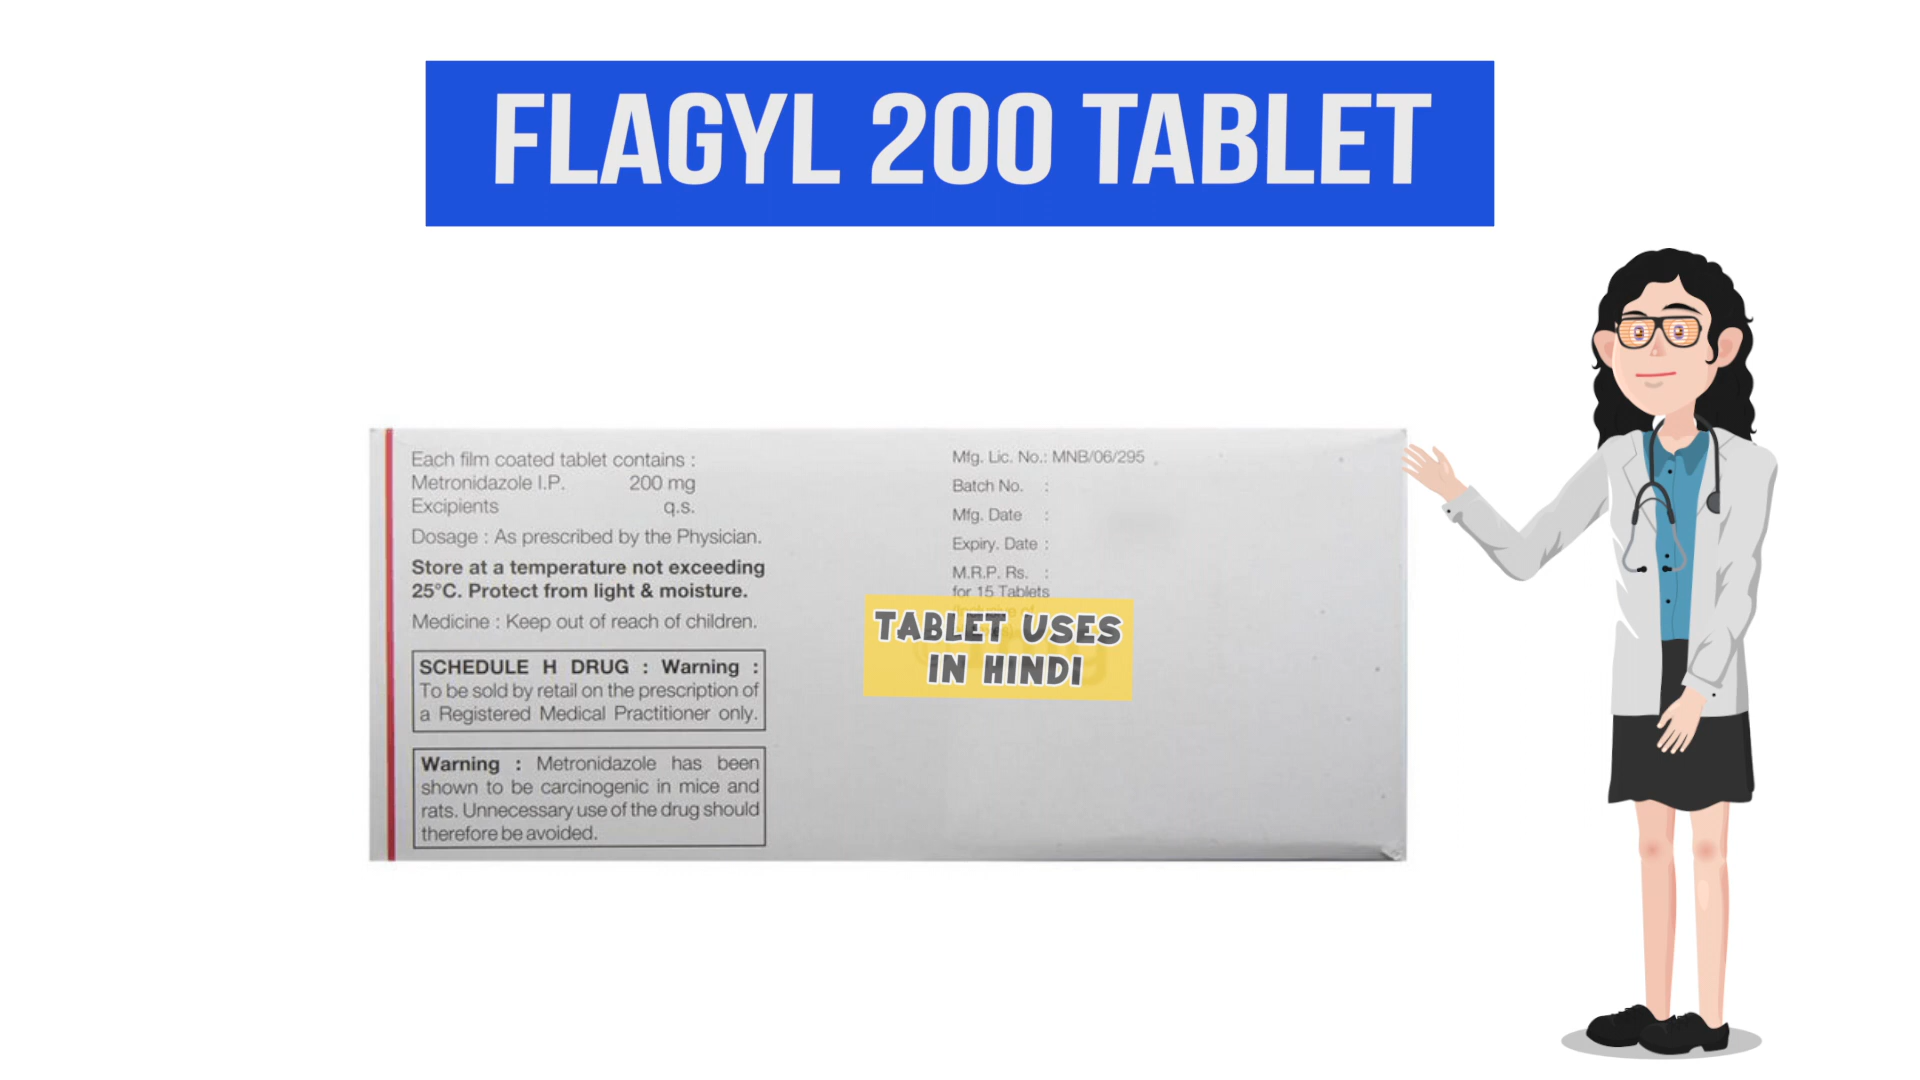 FLAGYL 200 TABLET
Each film coated tablet contains :
Metronidazole I.P. 200 mg
Excipients q.s.
Dosage : As prescribed by the Physician.
Store at a temperature not exceeding
25°C. Protect from light & moisture.
Medicine : Keep out of reach of children.
SCHEDULE H DRUG : Warning :
To be sold by retail on the prescription of
a Registered Medical Practitioner only.
Warning : Metronidazole has been
shown to be carcinogenic in mice and
rats. Unnecessary use of the drug should
therefore be avoided.
Mfg. Lic. No.: MNB/06/295
Batch No. :
Mfg. Date :
Expiry. Date :
M.R.P. Rs. :
for 15 Tablets
TABLET USES
IN HINDI